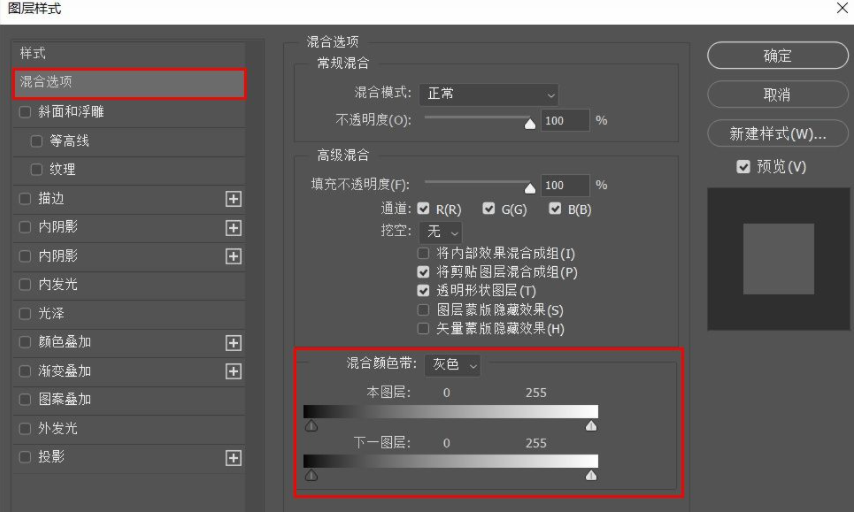 图层样式
样式
混合选项
斜面和浮雕
等高线
纹理
描边
内阴影
内阴影
内发光
光泽
颜色叠加
渐变叠加
图案叠加
外发光
投影
混合选项
常规混合
混合模式: 正常
不透明度(O): 100 %
高级混合
填充不透明度(F): 100 %
通道: R(R) G(G) B(B)
挖空: 无
将内部效果混合成组(I)
将剪贴图层混合成组(P)
透明形状图层(T)
图层蒙版隐藏效果(S)
矢量蒙版隐藏效果(H)
混合颜色带: 灰色
本图层: 0 255
下一图层: 0 255
确定
取消
新建样式(W)...
预览(V)